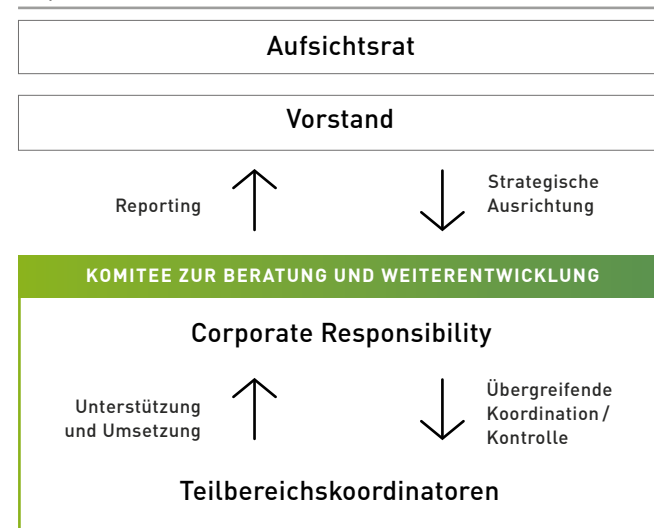 Aufsichtsrat
Vorstand
Reporting
Strategische
Ausrichtung
KOMITEE ZUR BERATUNG UND WEITERENTWICKLUNG
Corporate Responsibility
Unterstützung
und Umsetzung
Übergreifende
Koordination /
Kontrolle
Teilbereichskoordinatoren